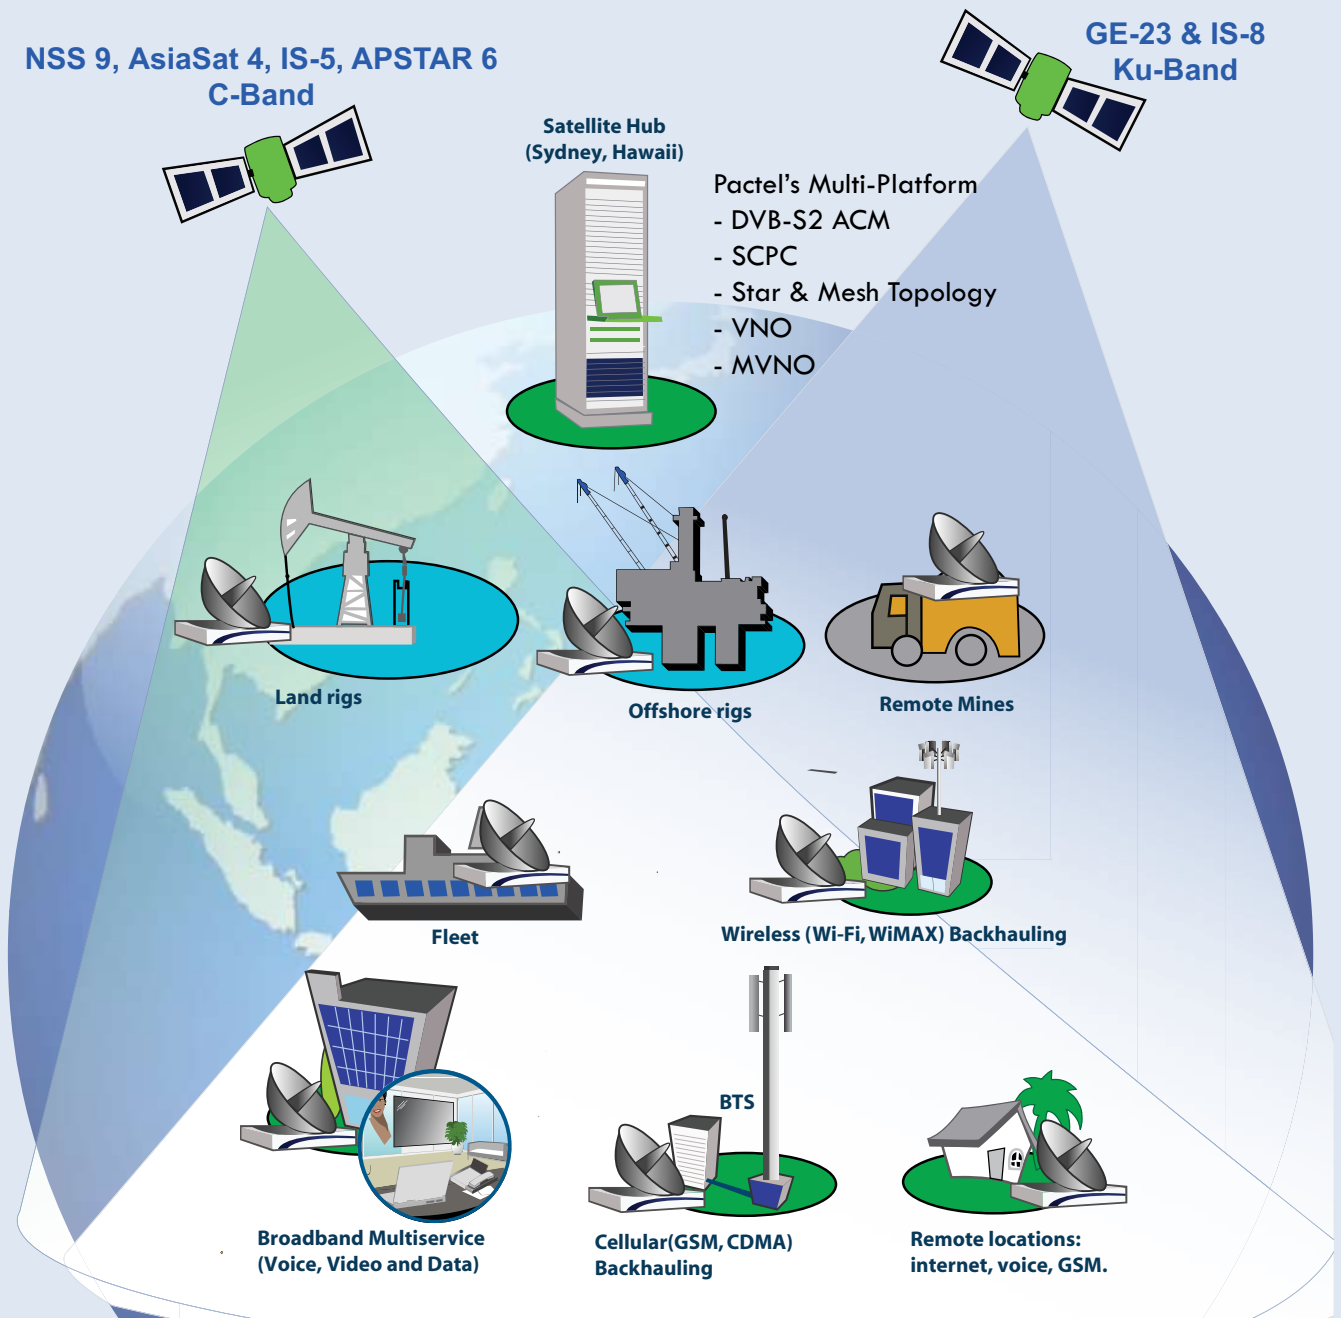 NSS 9, AsiaSat 4, IS-5, APSTAR 6
C-Band
GE-23 & IS-8
Ku-Band
Satellite Hub
(Sydney, Hawaii)
Pactel's Multi-Platform
- DVB-S2 ACM
- SCPC
- Star & Mesh Topology
- VNO
- MVNO
Land rigs
Offshore rigs
Remote Mines
Fleet
Wireless (Wi-Fi, WiMAX) Backhauling
BTS
Broadband Multiservice
(Voice, Video and Data)
Cellular(GSM, CDMA)
Backhauling
Remote locations:
internet, voice, GSM.